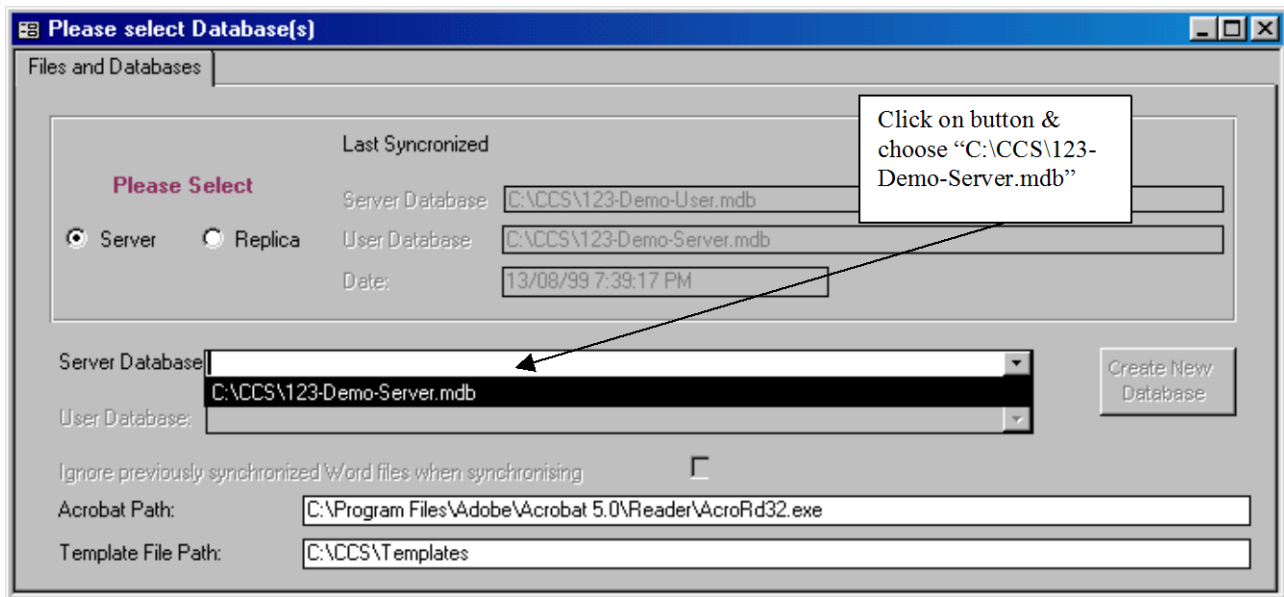 Please select Database(s)
Files and Databases
Click on button &
choose “C:\CCS\123-
Demo-Server.mdb”
Last Syncronized
Please Select
Server Database
C:\CCS\123-Demo-User.mdb
Server
Replica
User Database
C:\CCS\123-Demo-Server.mdb
Date:
13/08/99 7:39:17 PM
Server Database
C:\CCS\123-Demo-Server.mdb
Create New
Database
User Database:
Ignore previously synchronized Word files when synchronising
Acrobat Path:
C:\Program Files\Adobe\Acrobat 5.0\Reader\AcroRd32.exe
Template File Path:
C:\CCS\Templates